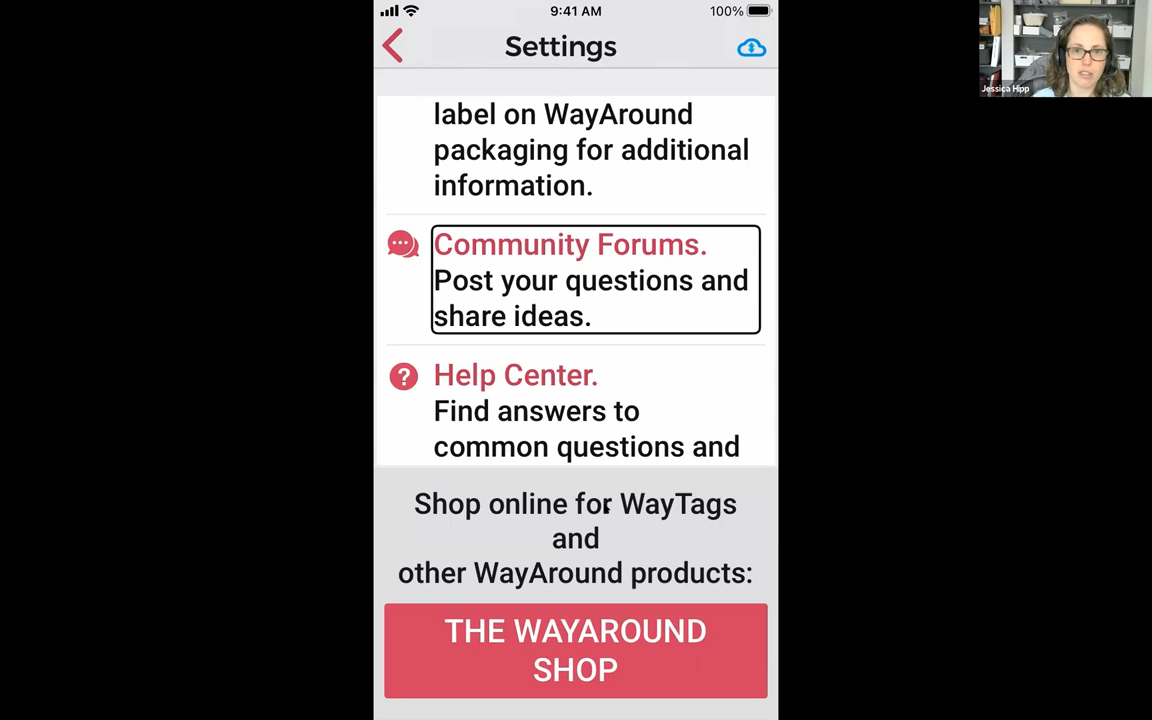 9:41 AM
100%
Settings
label on WayAround
packaging for additional
information.
Community Forums.
Post your questions and
share ideas.
Help Center.
Find answers to
common questions and
Shop online for WayTags
and
other WayAround products:
THE WAYAROUND
SHOP
Jessica Hipp